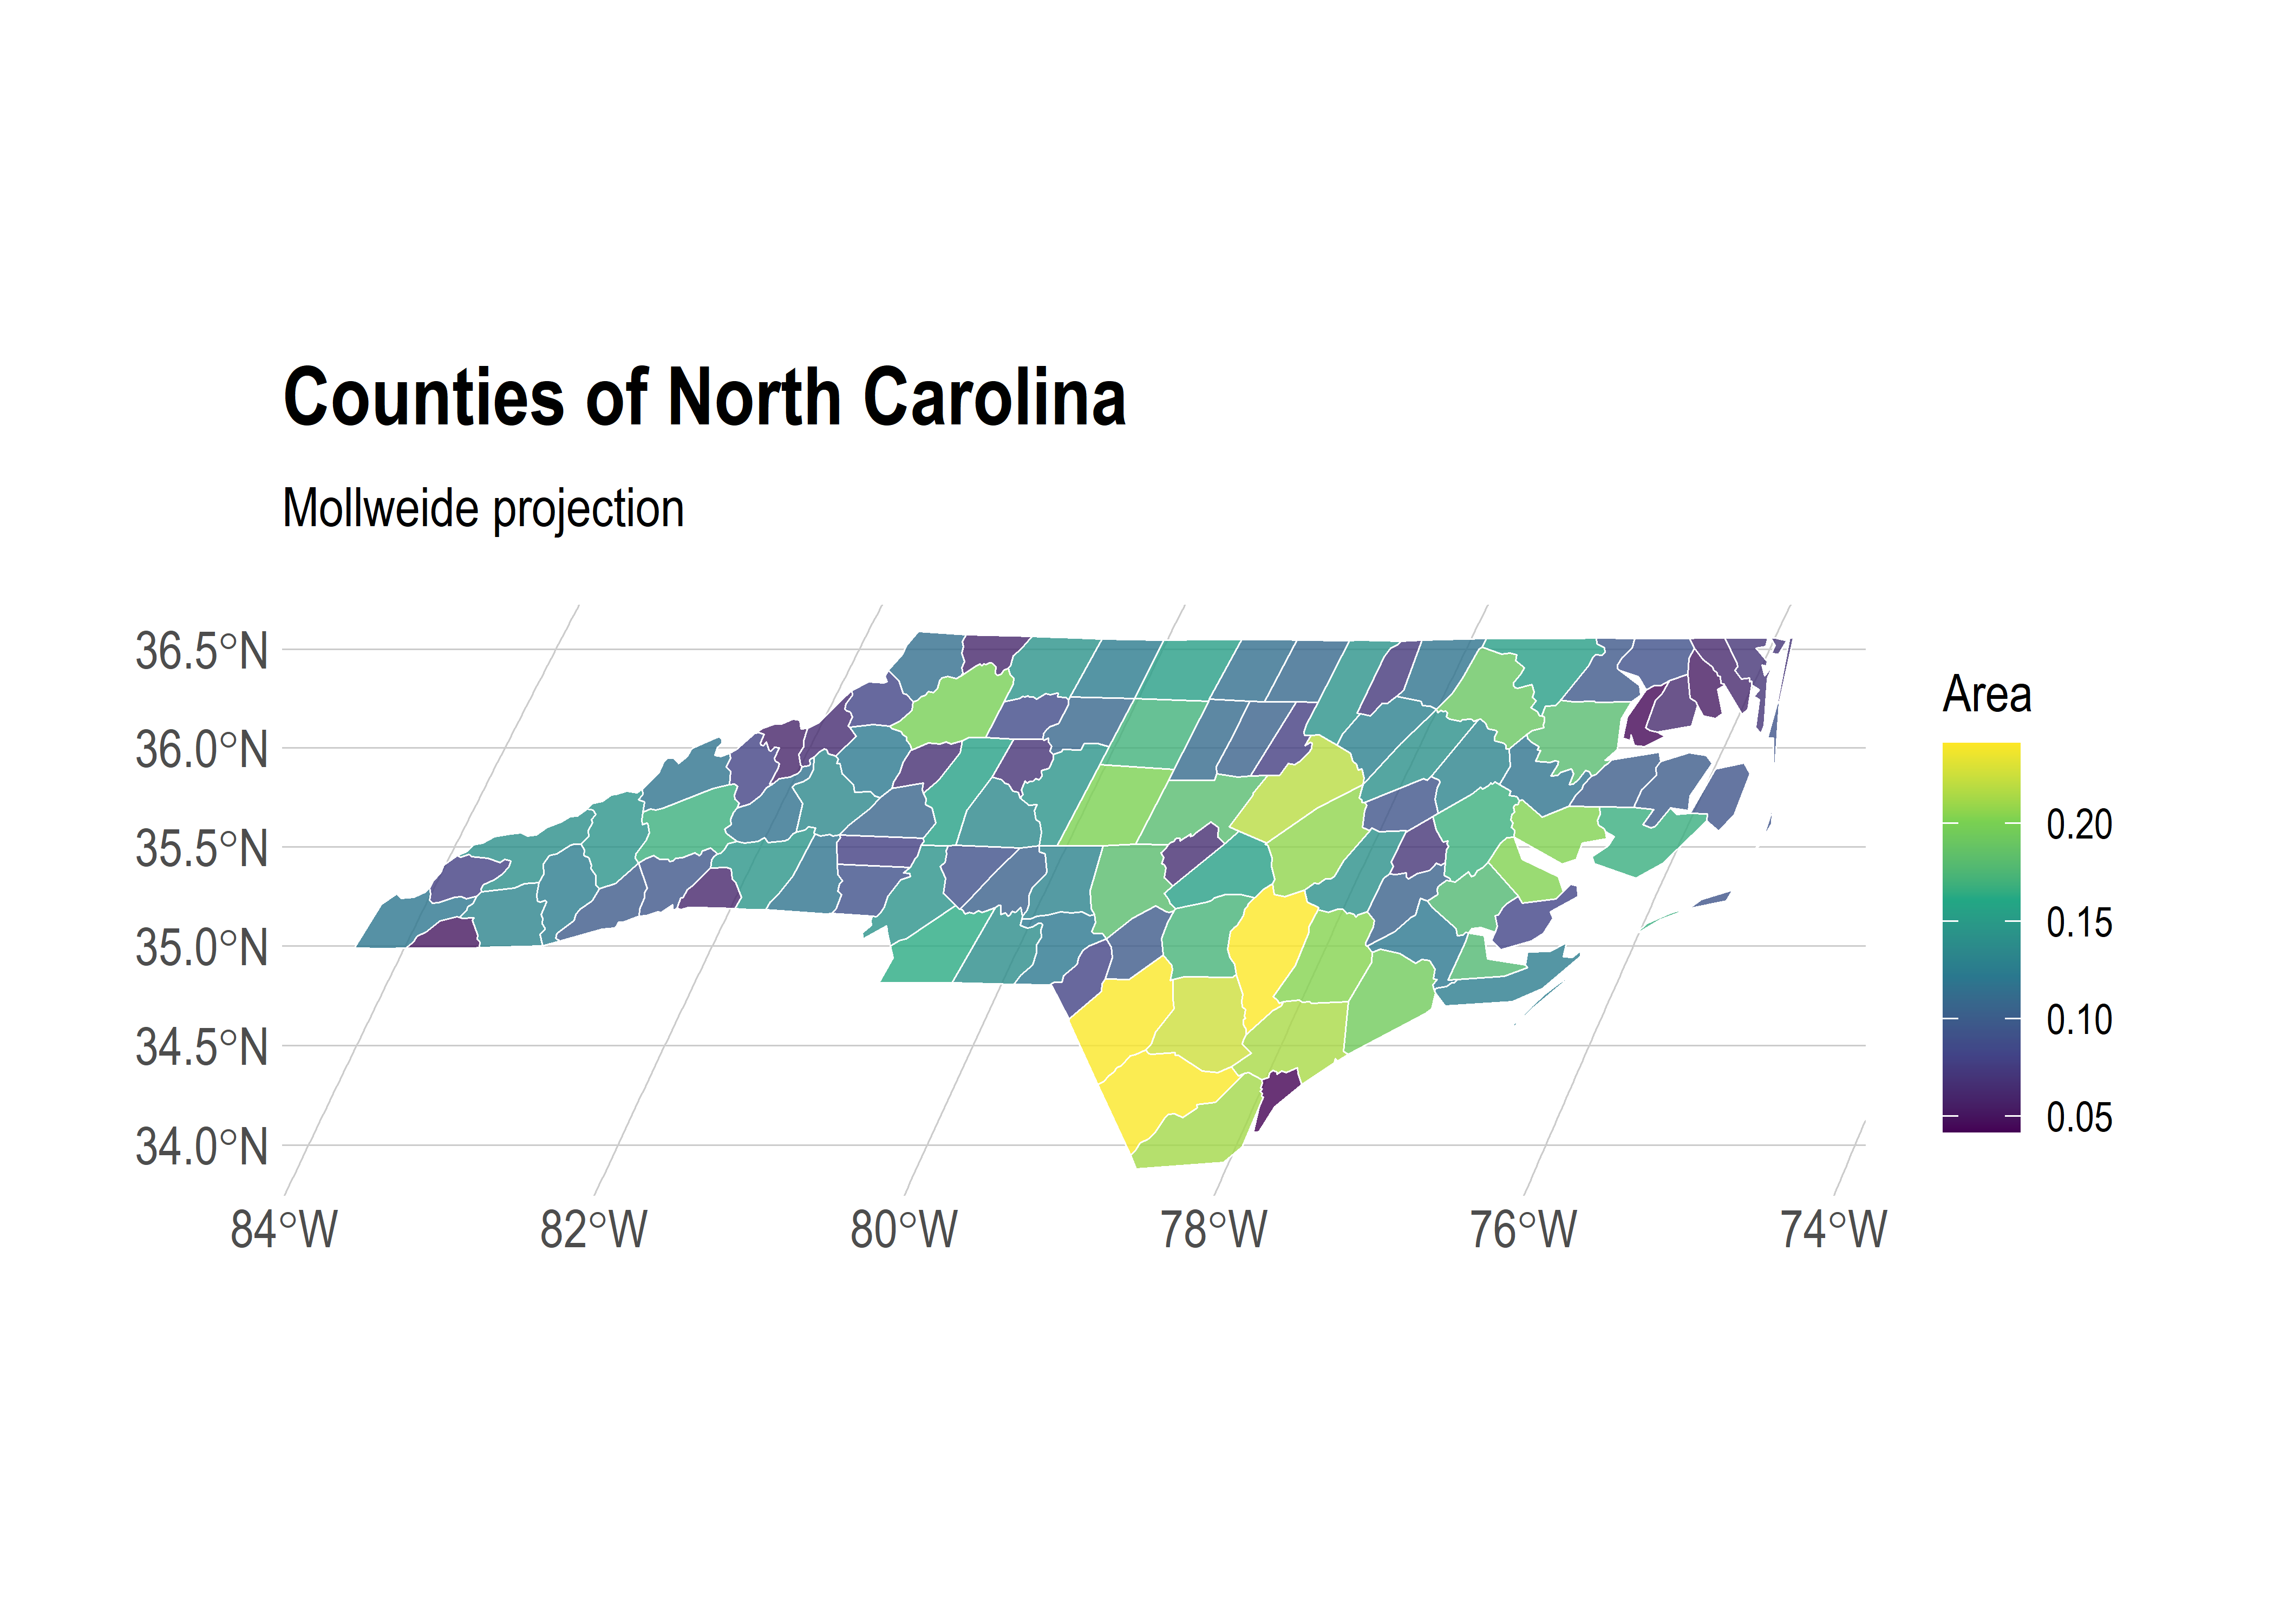 Counties of North Carolina
Mollweide projection
36.5°N
36.0°N
35.5°N
35.0°N
34.5°N
34.0°N
84°W 82°W 80°W 78°W 76°W 74°W
Area
0.20
0.15
0.10
0.05